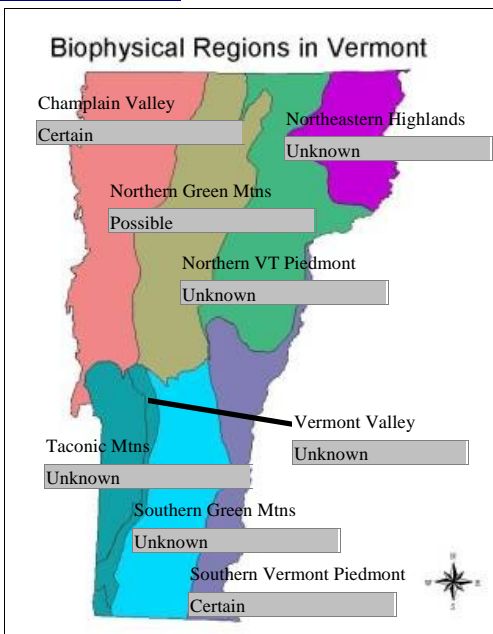 Biophysical Regions in Vermont
Champlain Valley
Certain
Northeastern Highlands
Unknown
Northern Green Mtns
Possible
Northern VT Piedmont
Unknown
Vermont Valley
Unknown
Taconic Mtns
Unknown
Southern Green Mtns
Unknown
Southern Vermont Piedmont
Certain
N
W E
S